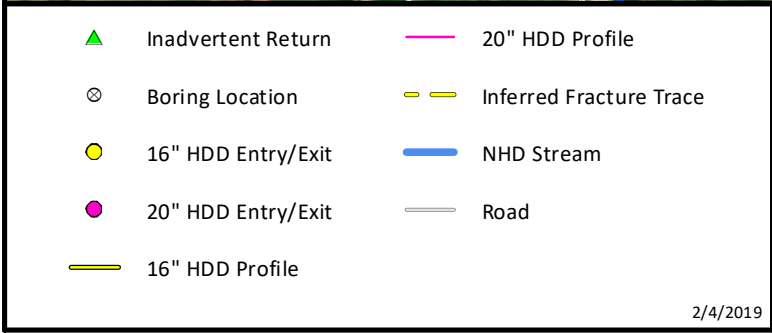 Inadvertent Return
Boring Location
16" HDD Entry/Exit
20" HDD Entry/Exit
16" HDD Profile
20" HDD Profile
Inferred Fracture Trace
NHD Stream
Road
2/4/2019